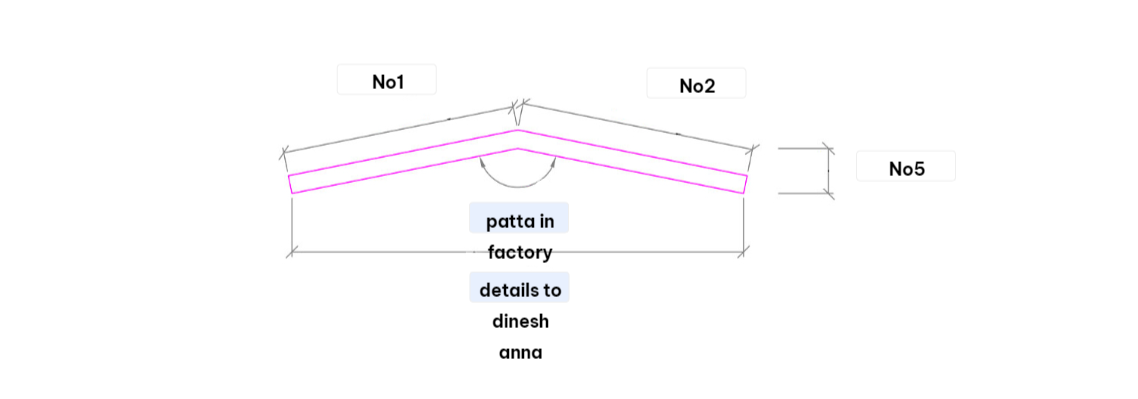 No1
No2
No5
patta in
factory
details to
dinesh
anna